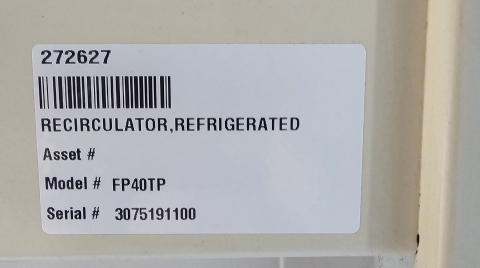 272627
RECIRCULATOR,REFRIGERATED
Asset #
Model # FP40TP
Serial # 3075191100